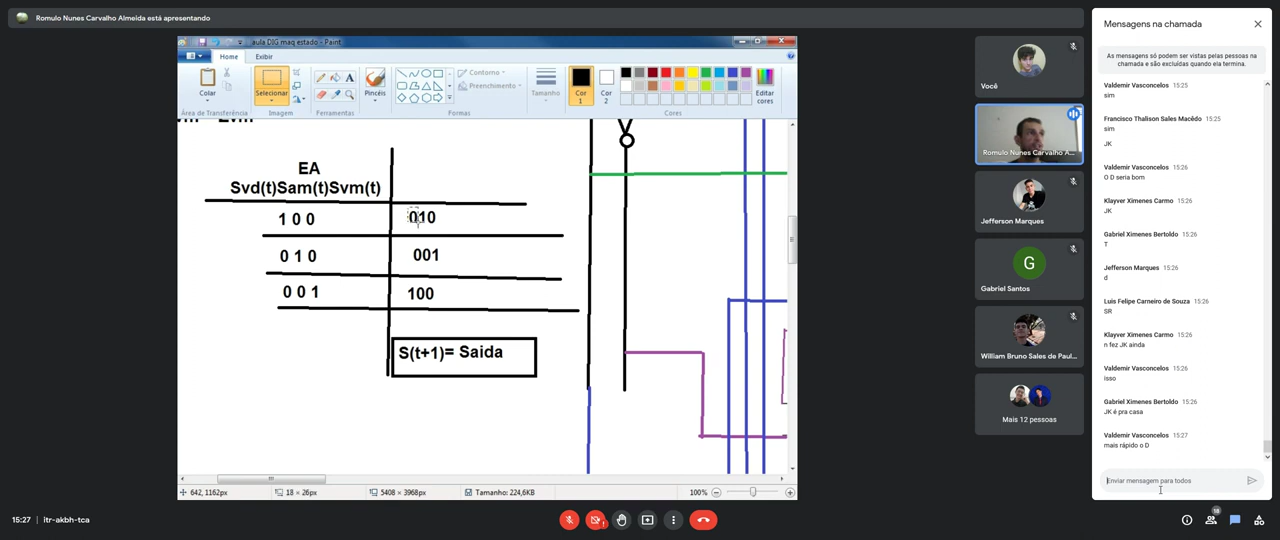 Romulo Nunes Carvalho Almeida está apresentando
aula DIG maq estado - Paint
Home
Exibir
Colar
Selecionar
Pincéis
Contorno
Preenchimento
Tamanho
Cor
1
Cor
2
Editar
cores
Área de Transferência
Imagem
Ferramentas
Formas
Cores
EA
Svd(t)Sam(t)Svm(t)
1 0 0
010
0 1 0
001
0 0 1
100
S(t+1)= Saida
642, 1162px
18 × 26px
5408 × 3968px
Tamanho: 224,6KB
100%
Você
Romulo Nunes Carvalho A...
Jefferson Marques
G
Gabriel Santos
William Bruno Sales de Paul...
Mais 12 pessoas
Mensagens na chamada
As mensagens só podem ser vistas pelas pessoas na
chamada e são excluídas quando ela termina.
Valdemir Vasconcelos 15:25
sim
Francisco Thalison Sales Macêdo 15:25
sim
JK
Valdemir Vasconcelos 15:26
O D seria bom
Klayver Ximenes Carmo 15:26
JK
Gabriel Ximenes Bertoldo 15:26
T
Jefferson Marques 15:26
d
Luis Felipe Carneiro de Souza 15:26
SR
Klayver Ximenes Carmo 15:26
n fez JK ainda
Valdemir Vasconcelos 15:26
isso
Gabriel Ximenes Bertoldo 15:26
JK é pra casa
Valdemir Vasconcelos 15:27
mais rápido o D
Enviar mensagem para todos
15:27 | itr-akbh-tca
18